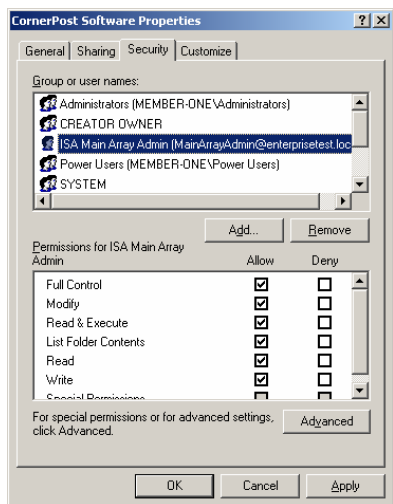 CornerPost Software Properties
General Sharing Security Customize
Group or user names:
Administrators (MEMBER-ONE\Administrators)
CREATOR OWNER
ISA Main Array Admin (MainArrayAdmin@enterprisetest.loc
Power Users (MEMBER-ONE\Power Users)
SYSTEM
Add... Remove
Permissions for ISA Main Array
Admin Allow Deny
Full Control
Modify
Read & Execute
List Folder Contents
Read
Write
Special Permissions
For special permissions or for advanced settings,
click Advanced. Advanced
OK Cancel Apply